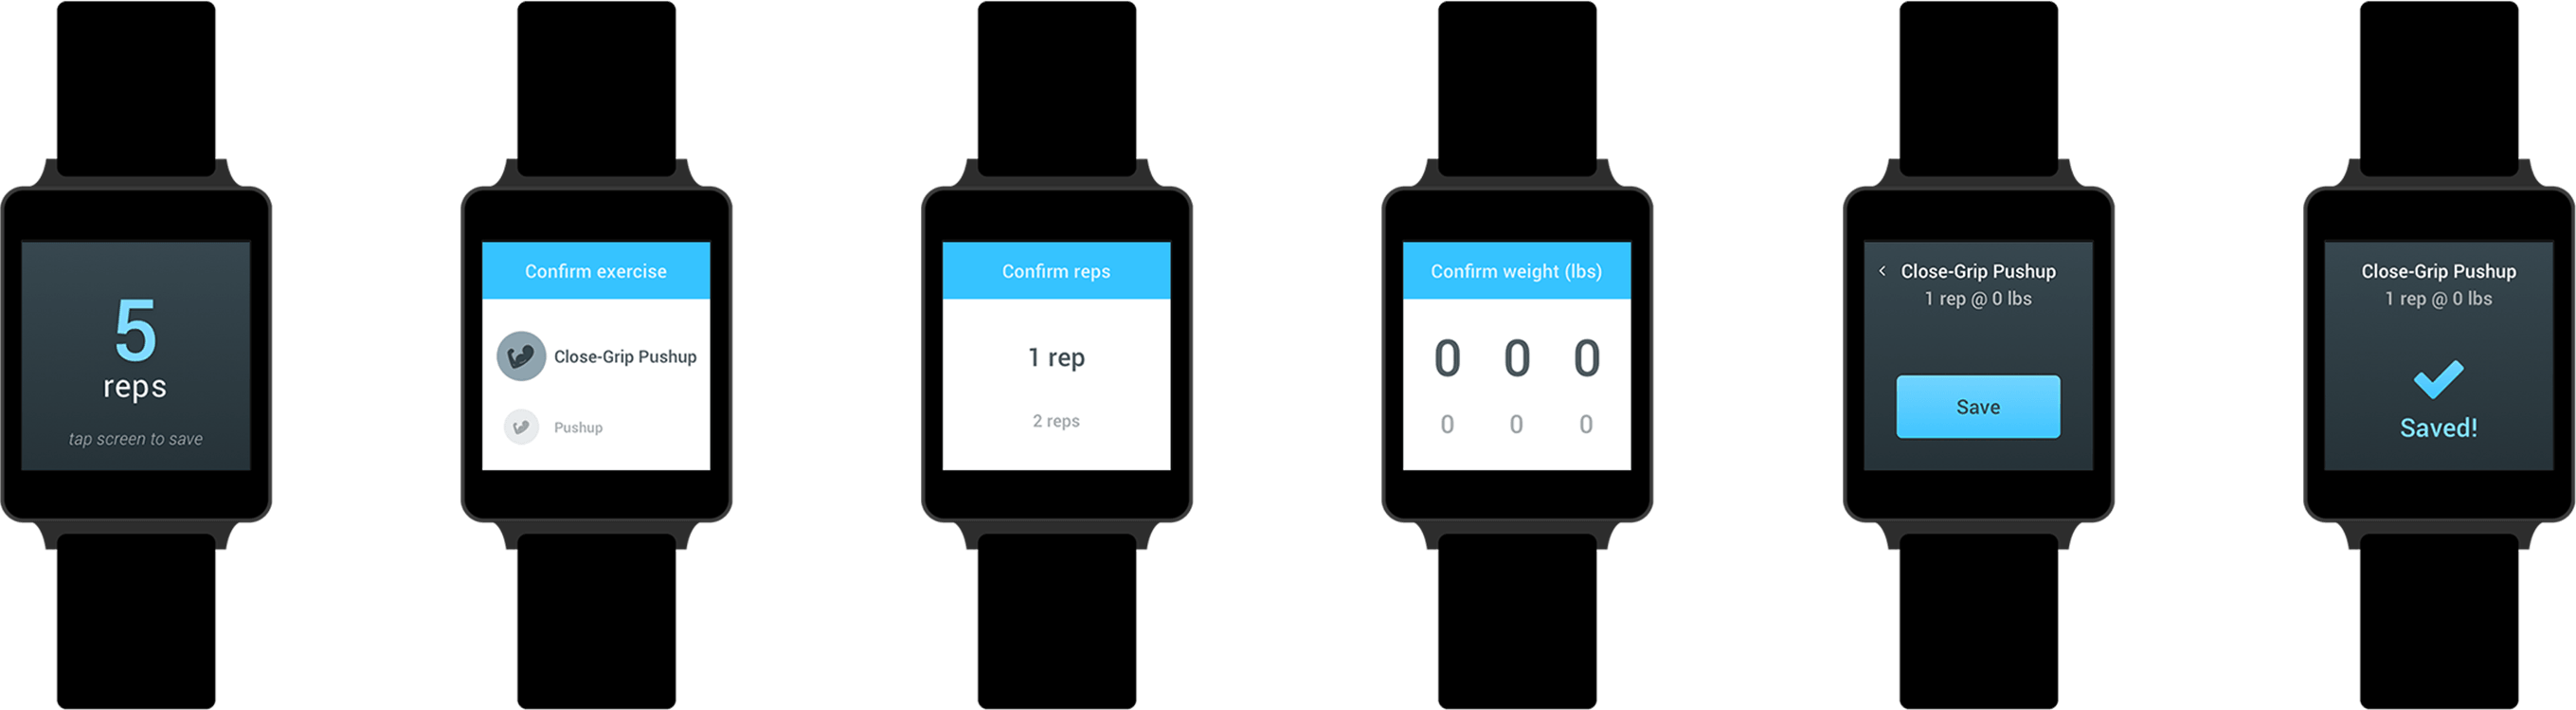 5
reps
tap screen to save
Confirm exercise
Close-Grip Pushup
Pushup
Confirm reps
1 rep
2 reps
Confirm weight (lbs)
0 0 0
0 0 0
< Close-Grip Pushup
1 rep @ 0 lbs
Save
Close-Grip Pushup
1 rep @ 0 lbs
Saved!